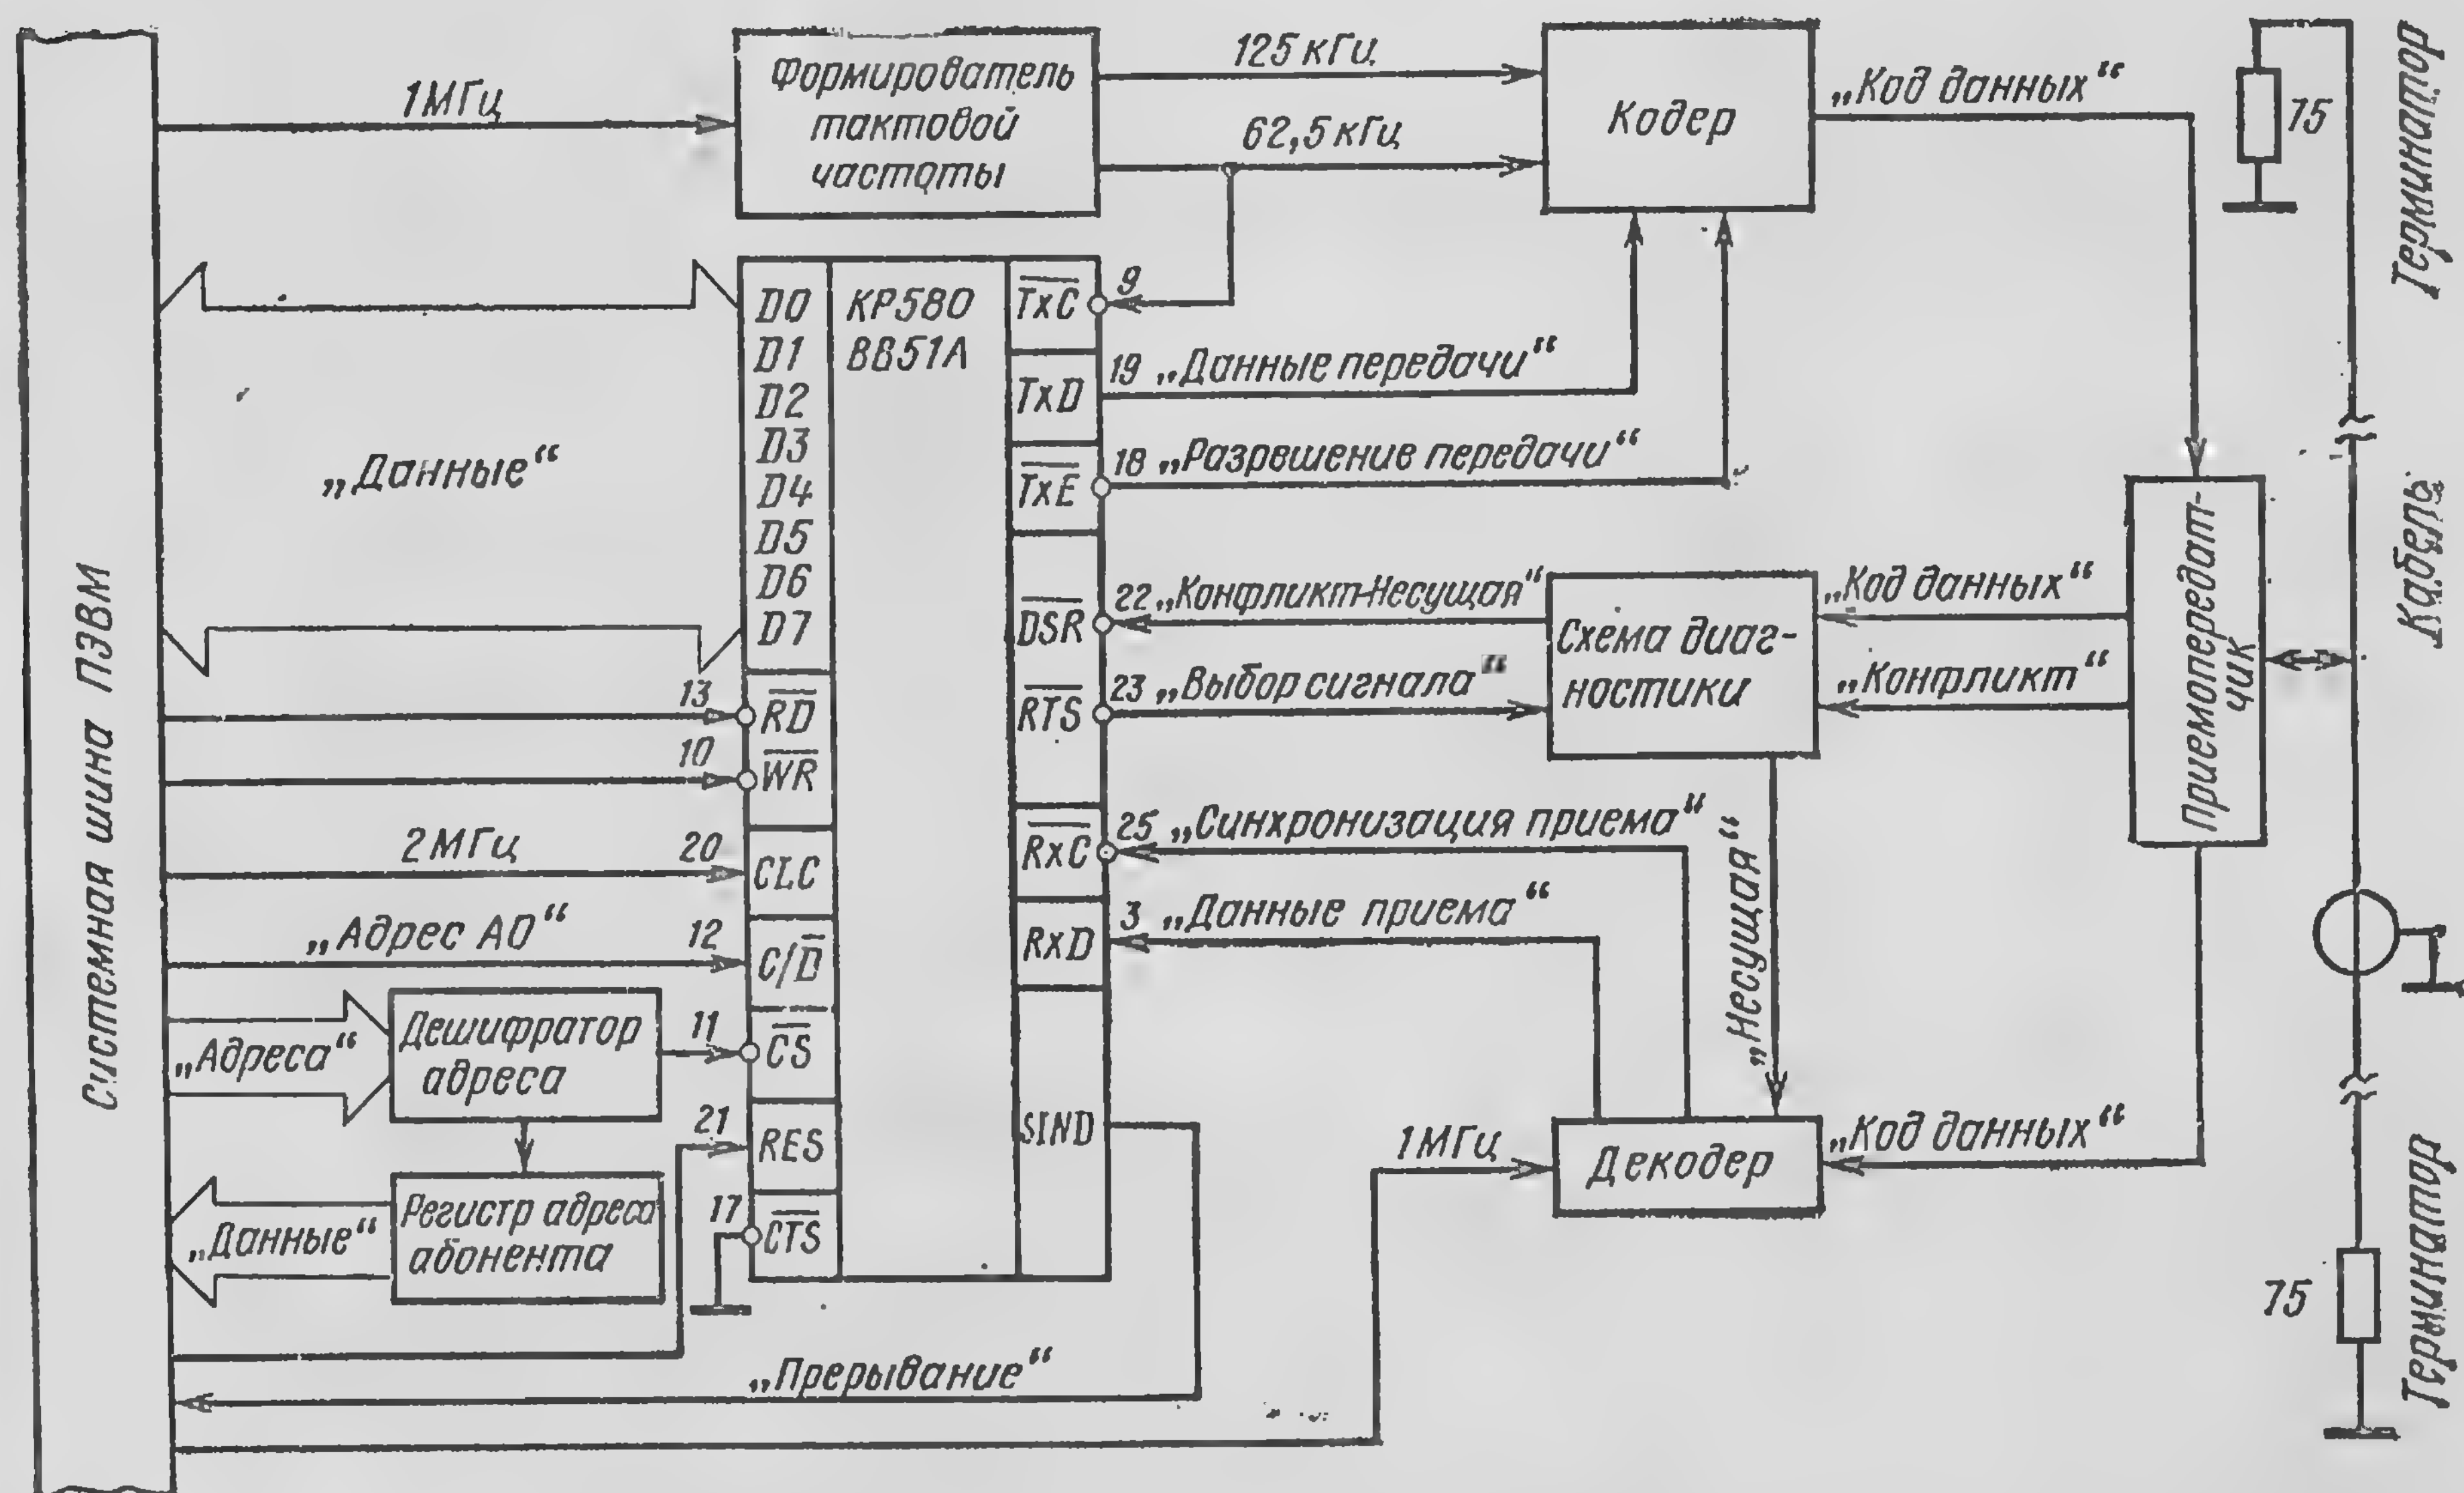 Системная шина ПЭВМ
1МГц
Формирователь
тактовой
частоты
125 кГц
62,5 кГц
Кодер
„Код данных“
75
Терминатор
„Данные“
D0
D1
D2
D3
D4
D5
D6
D7
КР580
8851А
TxC
9
TxD
19 „Данные передачи“
TxE
18 „Разрешение передачи“
DSR
22 „Конфликт-Несущая“
RTS
23 „Выбор сигнала“
Схема диаг-
ностики
„Код данных“
„Конфликт“
Приемопередат-
чик
Кабель
13
RD
10
WR
2МГц
20
CLC
„Адрес А0“
12
C/D
RxC
25 „Синхронизация приема“
RxD
3 „Данные приема“
„Несущая“
„Адреса“
Дешифратор
адреса
11
CS
21
RES
SIND
1МГц
Декодер
„Код данных“
„Данные“
Регистр адреса
абонента
17
CTS
„Прерывание“
75
Терминатор